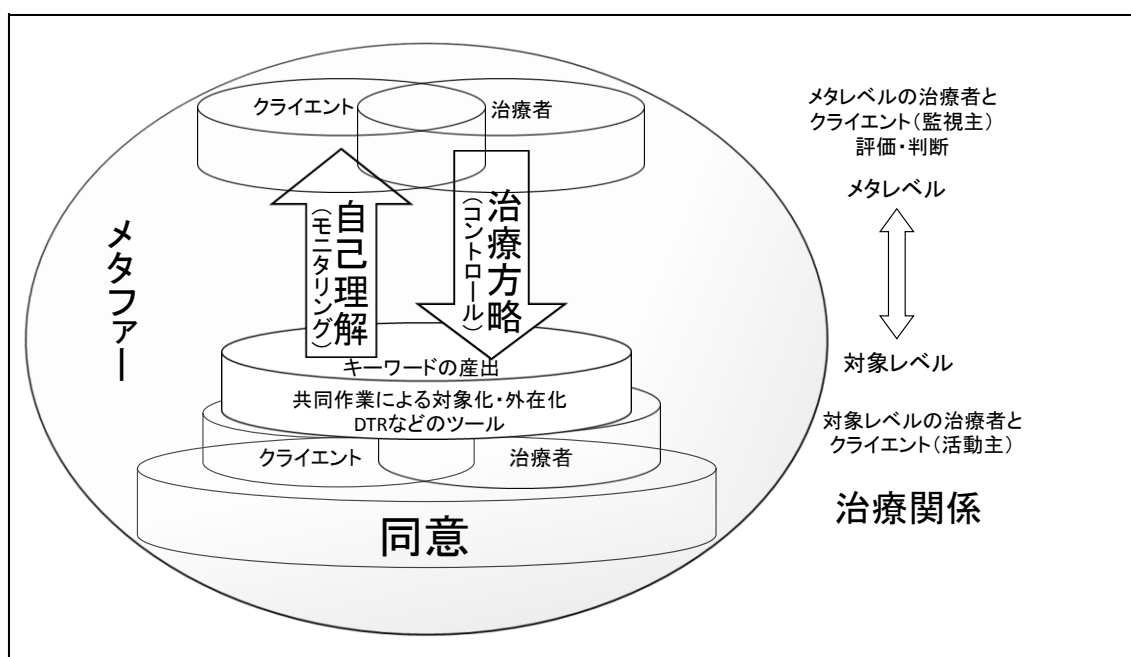 クライエント
治療者
メタファー
自己理解
(モニタリング)
治療方略
(コントロール)
キーワードの産出
共同作業による対象化・外在化
DTRなどのツール
クライエント
治療者
同意
メタレベルの治療者と
クライエント(監視主)
評価・判断
メタレベル
対象レベル
対象レベルの治療者と
クライエント(活動主)
治療関係